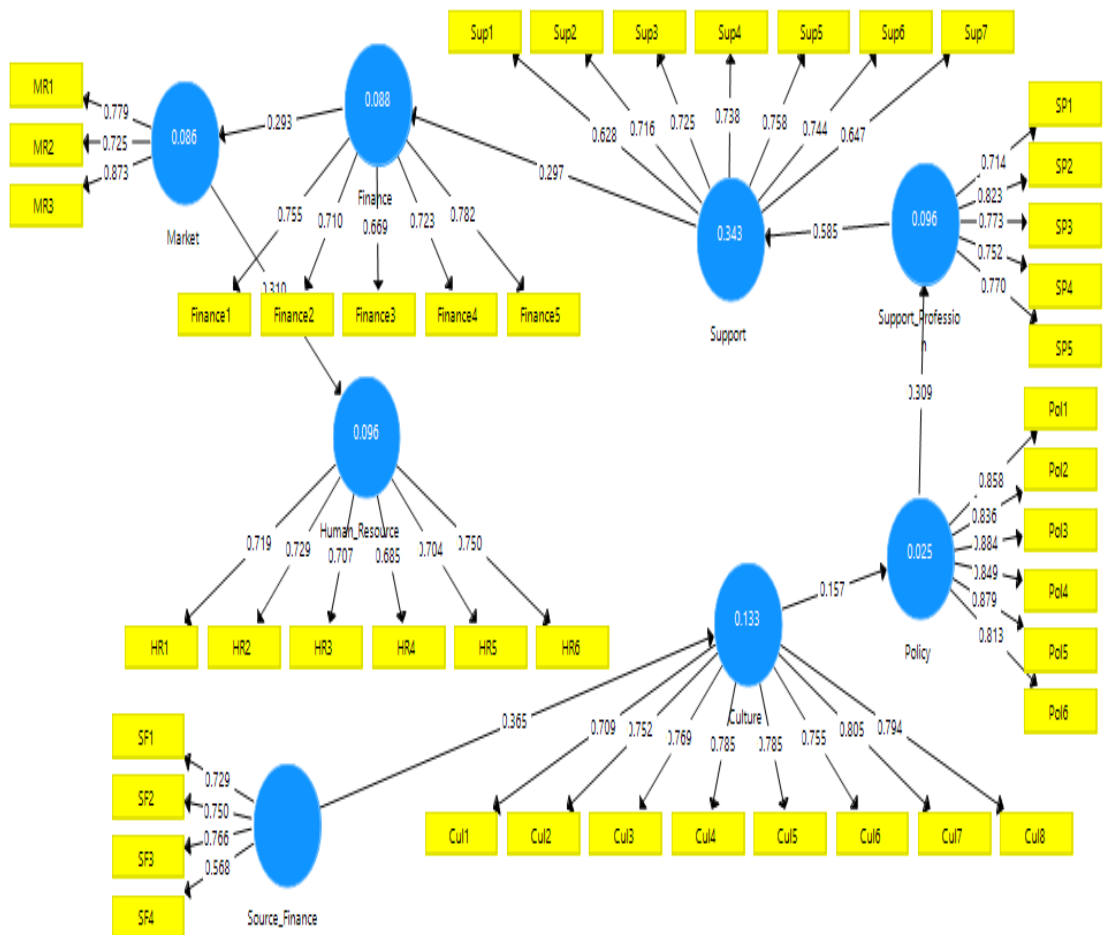 Sup1
Sup2
Sup3
Sup4
Sup5
Sup6
Sup7
MR1
MR2
MR3
0.779
0.725
0.873
0.086
Market
0.293
0.088
Finance
0.755
0.710
0.669
0.723
0.782
Finance1
Finance2
Finance3
Finance4
Finance5
0.310
0.628
0.716
0.725
0.738
0.758
0.744
0.647
0.297
0.343
Support
0.585
0.096
Support_Professio
n
0.714
0.823
0.773
0.752
0.770
SP1
SP2
SP3
SP4
SP5
0.309
0.096
Human_Resource
0.719
0.729
0.707
0.685
0.704
0.750
HR1
HR2
HR3
HR4
HR5
HR6
Pol1
Pol2
Pol3
Pol4
Pol5
Pol6
0.858
0.836
0.884
0.849
0.879
0.813
0.025
Policy
0.157
0.133
Culture
0.365
0.709
0.752
0.769
0.785
0.785
0.755
0.805
0.794
Cul1
Cul2
Cul3
Cul4
Cul5
Cul6
Cul7
Cul8
SF1
SF2
SF3
SF4
0.729
0.750
0.766
0.568
Source_Finance